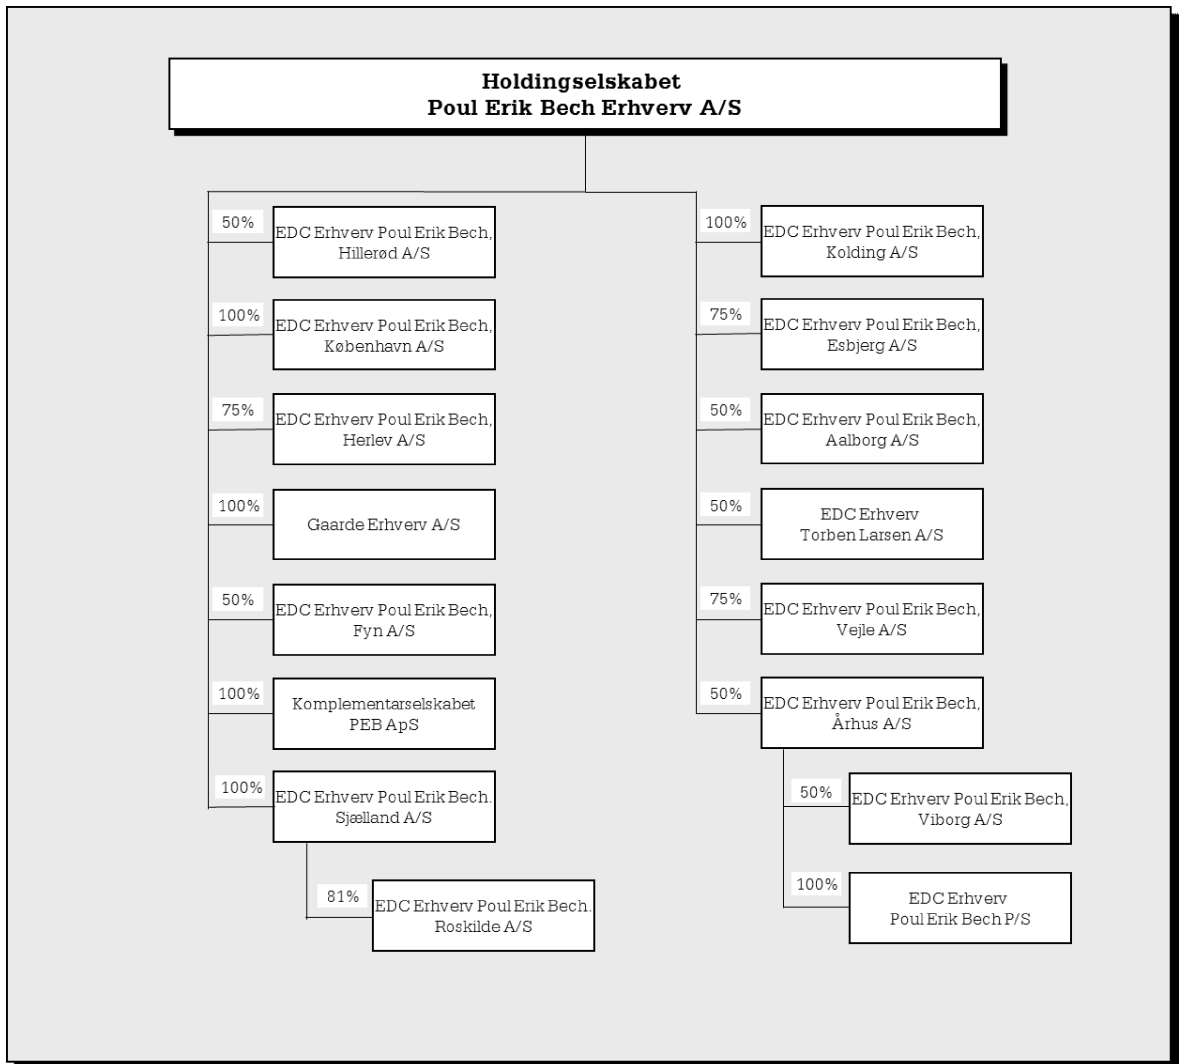 Holdingselskabet
Poul Erik Bech Erhverv A/S
50%
EDC Erhverv Poul Erik Bech,
Hillerød A/S
100%
EDC Erhverv Poul Erik Bech,
København A/S
75%
EDC Erhverv Poul Erik Bech,
Herlev A/S
100%
Gaarde Erhverv A/S
50%
EDC Erhverv Poul Erik Bech,
Fyn A/S
100%
Komplementarselskabet
PEB ApS
100%
EDC Erhverv Poul Erik Bech.
Sjælland A/S
81%
EDC Erhverv Poul Erik Bech.
Roskilde A/S
100%
EDC Erhverv Poul Erik Bech,
Kolding A/S
75%
EDC Erhverv Poul Erik Bech,
Esbjerg A/S
50%
EDC Erhverv Poul Erik Bech,
Aalborg A/S
50%
EDC Erhverv
Torben Larsen A/S
75%
EDC Erhverv Poul Erik Bech,
Vejle A/S
50%
EDC Erhverv Poul Erik Bech,
Århus A/S
50%
EDC Erhverv Poul Erik Bech,
Viborg A/S
100%
EDC Erhverv
Poul Erik Bech P/S